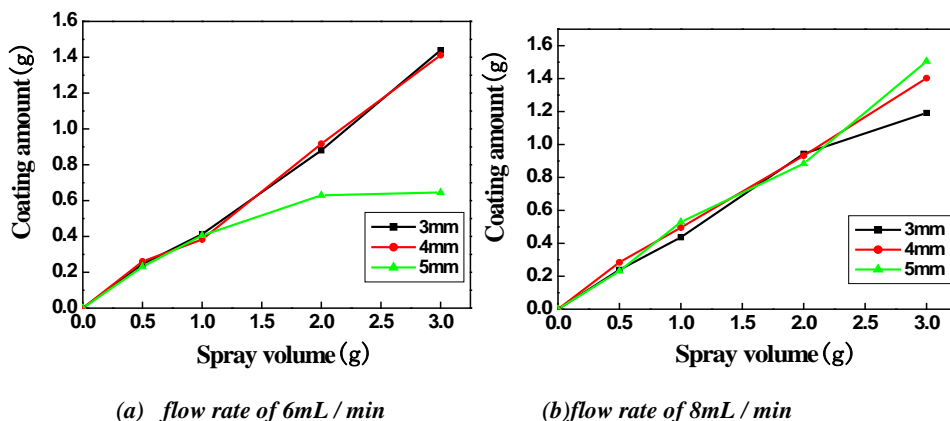 Coating amount(g)
1.6
1.4
1.2
1.0
0.8
0.6
0.4
0.2
0.0
3mm
4mm
5mm
0.0 0.5 1.0 1.5 2.0 2.5 3.0
Spray volume(g)
(a) flow rate of 6mL / min
Coating amount(g)
1.6
1.4
1.2
1.0
0.8
0.6
0.4
0.2
0.0
3mm
4mm
5mm
0.0 0.5 1.0 1.5 2.0 2.5 3.0
Spray volume(g)
(b)flow rate of 8mL / min